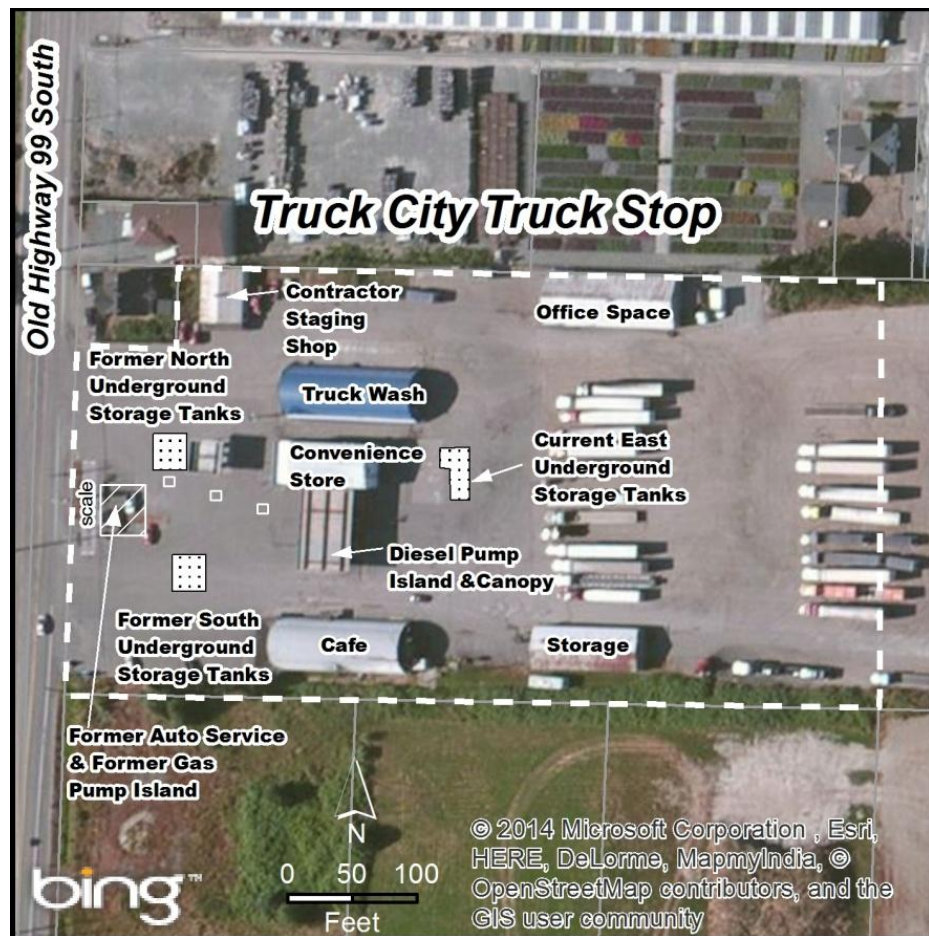 Old Highway 99 South
Truck City Truck Stop
Contractor
Staging
Shop
Office Space
Former North
Underground
Storage Tanks
Truck Wash
Convenience
Store
Current East
Underground
Storage Tanks
scale
Diesel Pump
Island &Canopy
Former South
Underground
Storage Tanks
Cafe
Storage
Former Auto Service
& Former Gas
Pump Island
N
0 50 100
Feet
bing™
© 2014 Microsoft Corporation , Esri,
HERE, DeLorme, MapmyIndia, ©
OpenStreetMap contributors, and the
GIS user community